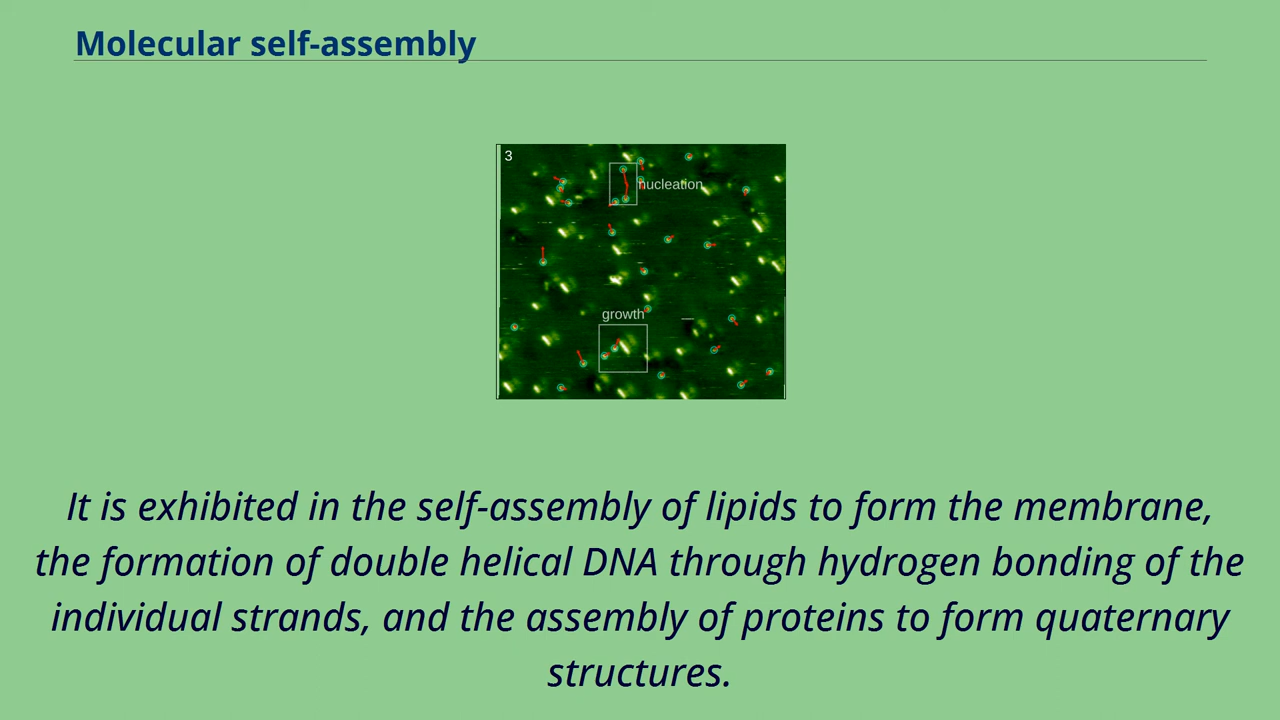 Molecular self-assembly
3
nucleation
growth
It is exhibited in the self-assembly of lipids to form the membrane,
the formation of double helical DNA through hydrogen bonding of the
individual strands, and the assembly of proteins to form quaternary
structures.